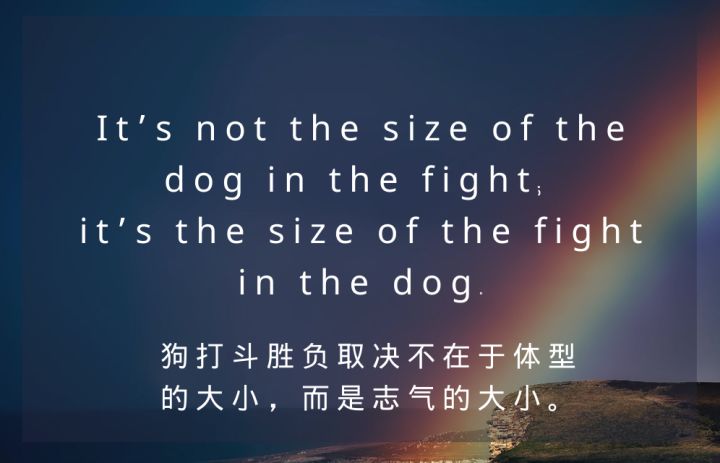 It’s not the size of the
dog in the fight;
it’s the size of the fight
in the dog.
狗打斗胜负取决不在于体型
的大小，而是志气的大小。